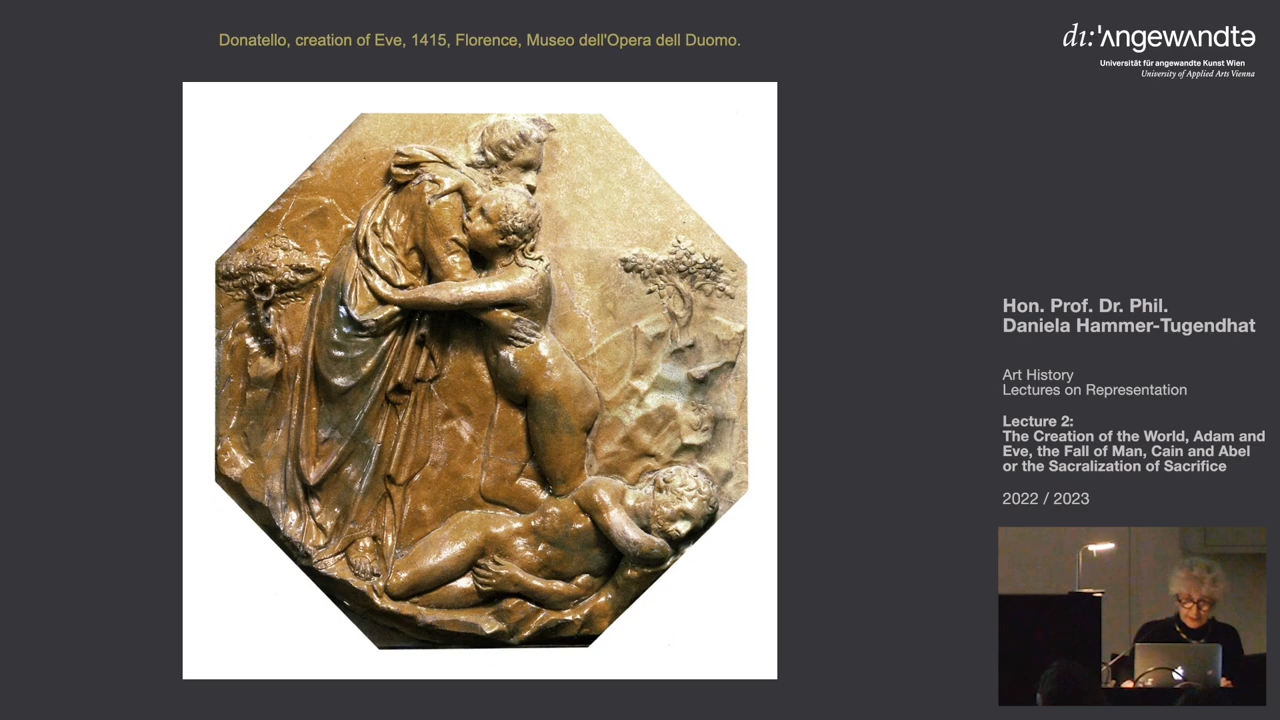 Donatello, creation of Eve, 1415, Florence, Museo dell'Opera dell Duomo.
dı:'ʌngewʌndtə
Universität für angewandte Kunst Wien
University of Applied Arts Vienna
Hon. Prof. Dr. Phil.
Daniela Hammer-Tugendhat
Art History
Lectures on Representation
Lecture 2:
The Creation of the World, Adam and
Eve, the Fall of Man, Cain and Abel
or the Sacralization of Sacrifice
2022 / 2023